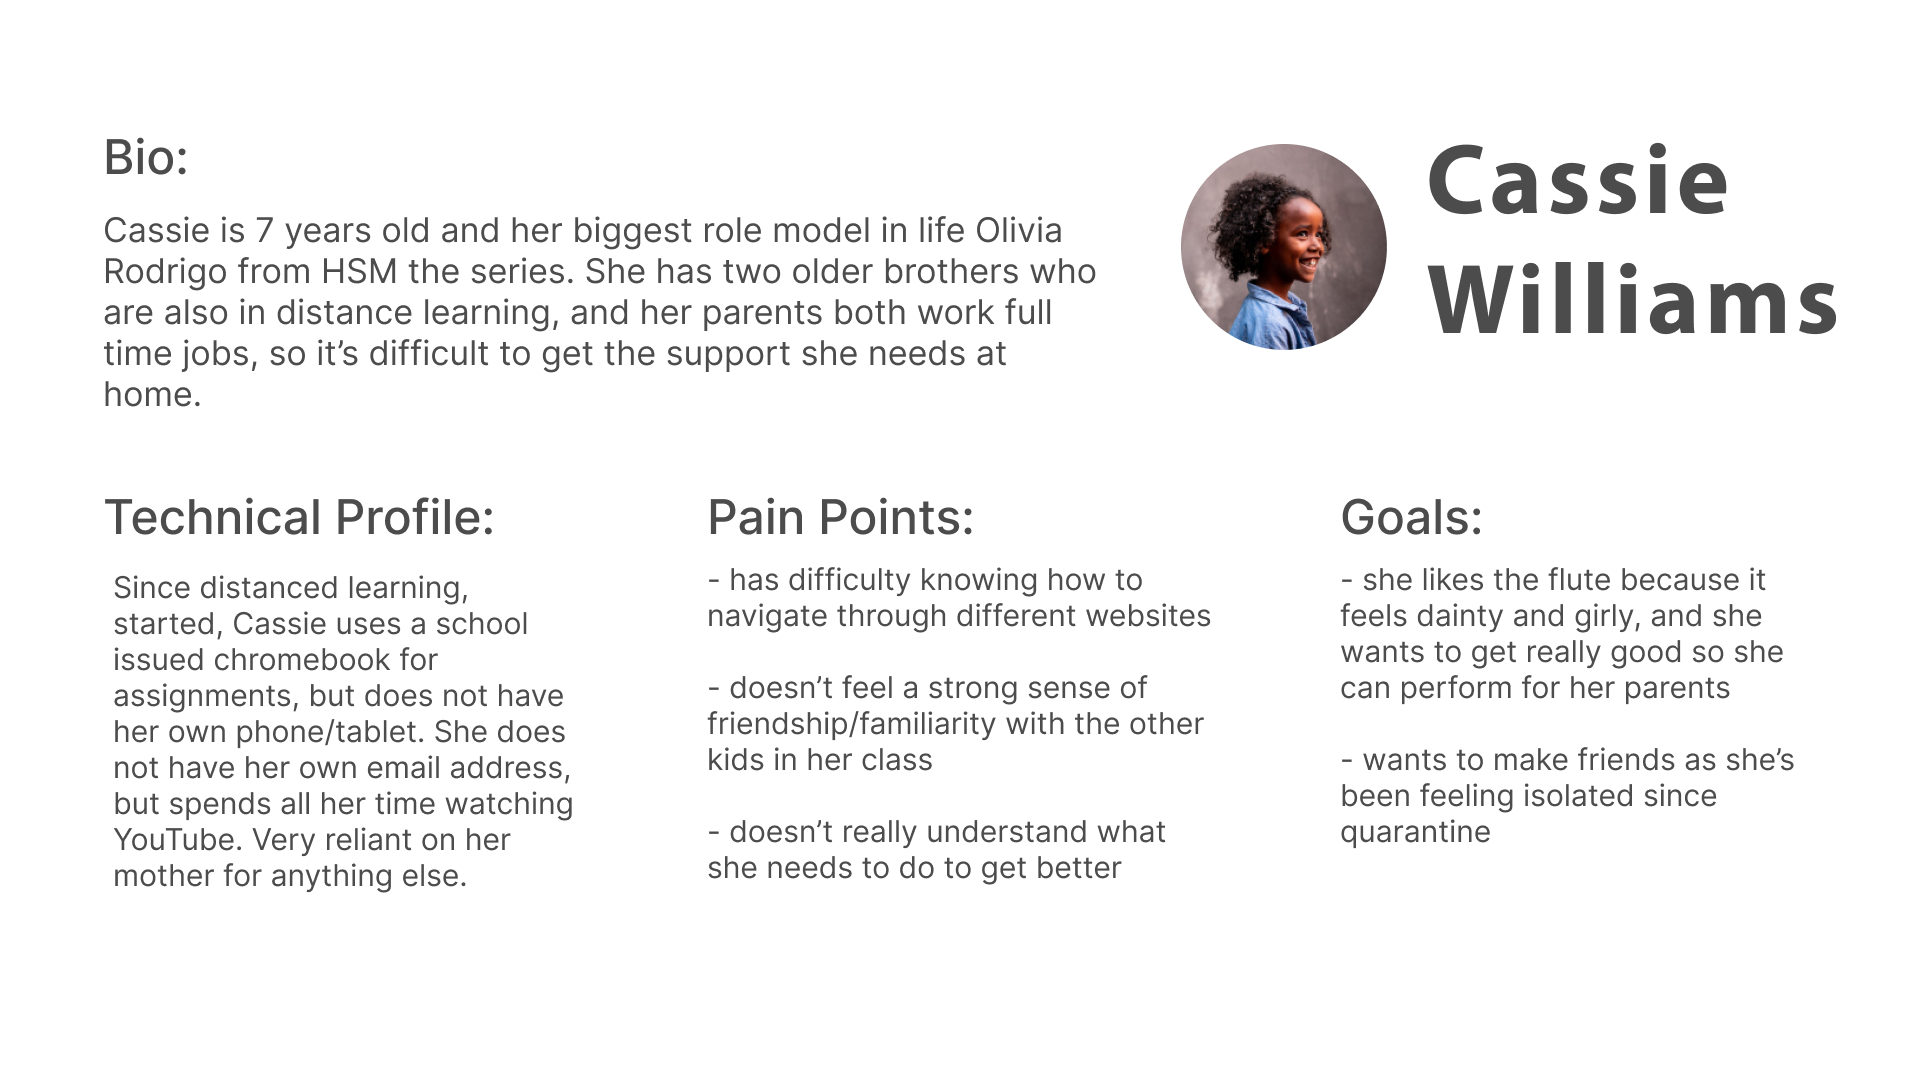 Bio:
Cassie is 7 years old and her biggest role model in life Olivia
Rodrigo from HSM the series. She has two older brothers who
are also in distance learning, and her parents both work full
time jobs, so it’s difficult to get the support she needs at
home.
Cassie
Williams
Technical Profile:
Since distanced learning,
started, Cassie uses a school
issued chromebook for
assignments, but does not have
her own phone/tablet. She does
not have her own email address,
but spends all her time watching
YouTube. Very reliant on her
mother for anything else.
Pain Points:
- has difficulty knowing how to
navigate through different websites
- doesn’t feel a strong sense of
friendship/familiarity with the other
kids in her class
- doesn’t really understand what
she needs to do to get better
Goals:
- she likes the flute because it
feels dainty and girly, and she
wants to get really good so she
can perform for her parents
- wants to make friends as she’s
been feeling isolated since
quarantine